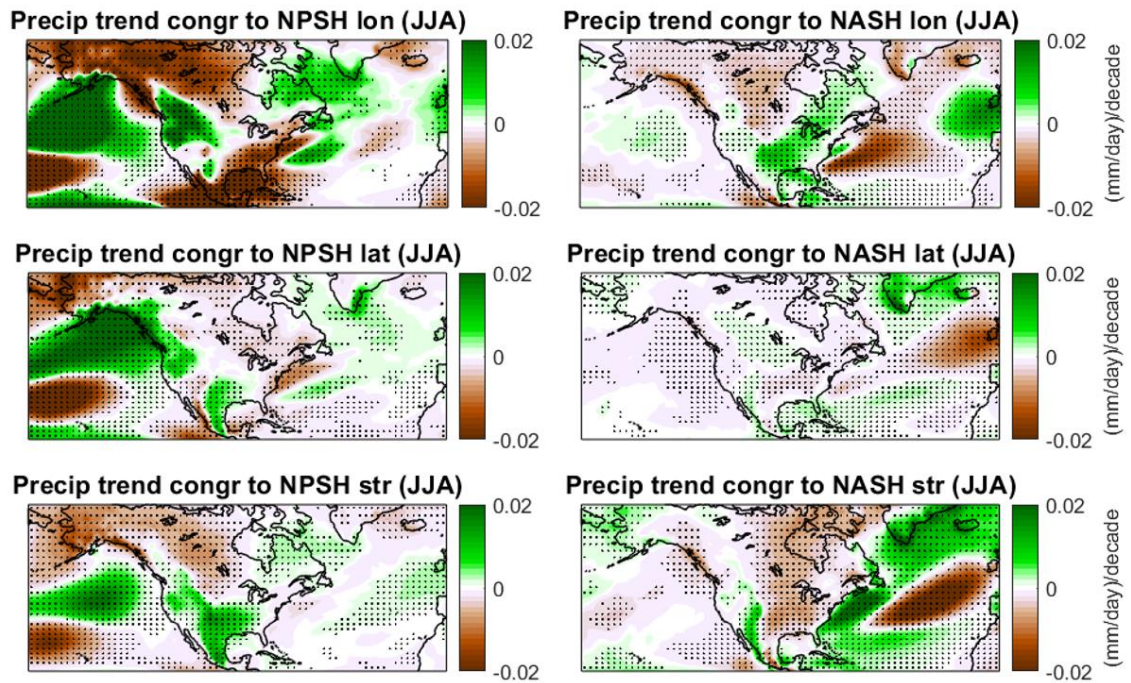 Precip trend congr to NPSH lon (JJA)
0.02
0
-0.02
Precip trend congr to NASH lon (JJA)
0.02
0
-0.02
(mm/day)/decade
Precip trend congr to NPSH lat (JJA)
0.02
0
-0.02
Precip trend congr to NASH lat (JJA)
0.02
0
-0.02
(mm/day)/decade
Precip trend congr to NPSH str (JJA)
0.02
0
-0.02
Precip trend congr to NASH str (JJA)
0.02
0
-0.02
(mm/day)/decade